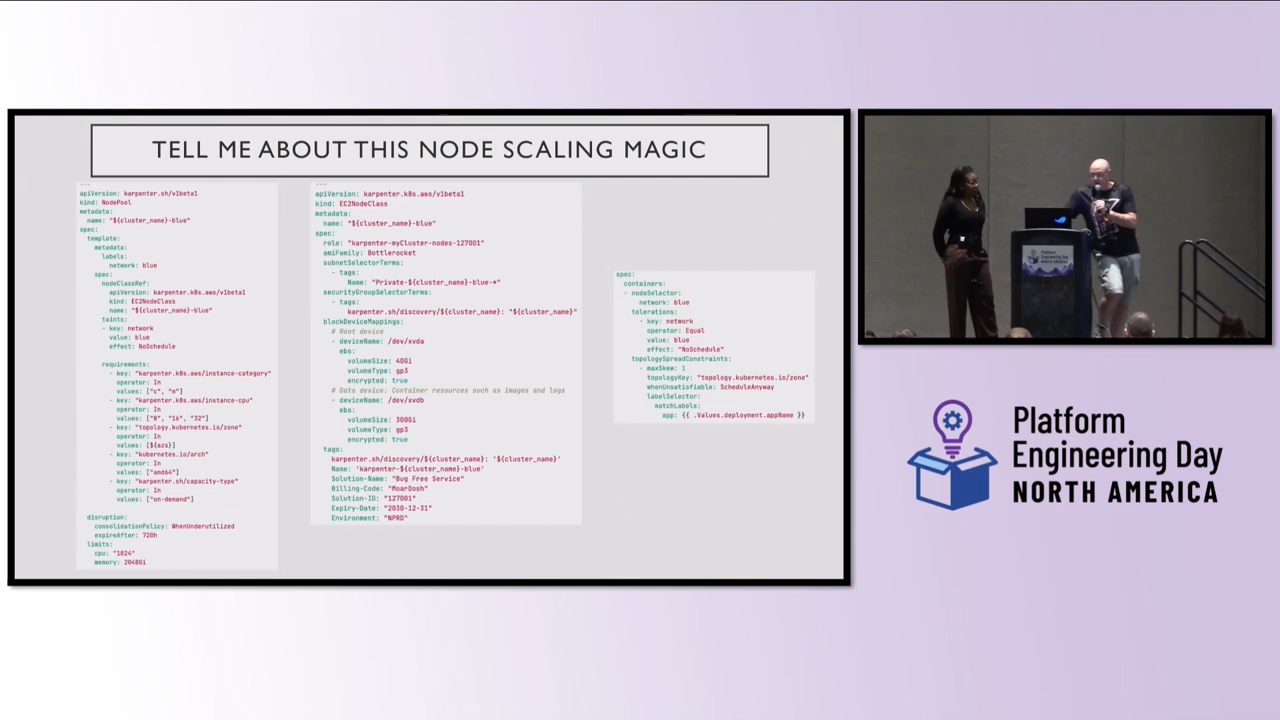 TELL ME ABOUT THIS NODE SCALING MAGIC
---
apiVersion: karpenter.sh/v1beta1
kind: NodePool
metadata:
  name: "${cluster_name}-blue"
spec:
  template:
    metadata:
      labels:
        network: blue
    spec:
      nodeClassRef:
        apiVersion: karpenter.k8s.aws/v1beta1
        kind: EC2NodeClass
        name: "${cluster_name}-blue"
      taints:
      - key: network
        value: blue
        effect: NoSchedule
      requirements:
        - key: "karpenter.k8s.aws/instance-category"
          operator: In
          values: ["c", "m"]
        - key: "karpenter.k8s.aws/instance-cpu"
          operator: In
          values: ["8", "16", "32"]
        - key: "topology.kubernetes.io/zone"
          operator: In
          values: [${azs}]
        - key: "kubernetes.io/arch"
          operator: In
          values: ["amd64"]
        - key: "karpenter.sh/capacity-type"
          operator: In
          values: ["on-demand"]
  disruption:
    consolidationPolicy: WhenUnderutilized
    expireAfter: 720h
  limits:
    cpu: "1024"
    memory: 2048Gi
---
apiVersion: karpenter.k8s.aws/v1beta1
kind: EC2NodeClass
metadata:
  name: "${cluster_name}-blue"
spec:
  role: "karpenter-myCluster-nodes-127001"
  amiFamily: Bottlerocket
  subnetSelectorTerms:
    - tags:
        Name: "Private-${cluster_name}-blue-*"
  securityGroupSelectorTerms:
    - tags:
        karpenter.sh/discovery/${cluster_name}: "${cluster_name}"
  blockDeviceMappings:
    # Root device
    - deviceName: /dev/xvda
      ebs:
        volumeSize: 40Gi
        volumeType: gp3
        encrypted: true
    # Data device: Container resources such as images and logs
    - deviceName: /dev/xvdb
      ebs:
        volumeSize: 300Gi
        volumeType: gp3
        encrypted: true
  tags:
    karpenter.sh/discovery/${cluster_name}: '${cluster_name}'
    Name: 'karpenter-${cluster_name}-blue'
    Solution-Name: "Bug Free Service"
    Billing-Code: "MoarDosh"
    Solution-ID: "127001"
    Expiry-Date: "2030-12-31"
    Environment: "NPRD"
spec:
  containers:
  - nodeSelector:
      network: blue
    tolerations:
      - key: network
        operator: Equal
        value: blue
        effect: "NoSchedule"
    topologySpreadConstraints:
      - maxSkew: 1
        topologyKey: "topology.kubernetes.io/zone"
        whenUnsatisfiable: ScheduleAnyway
        labelSelector:
          matchLabels:
            app: {{ .Values.deployment.appName }}
Platform
Engineering Day
NORTH AMERICA
Platform
Engineering Day
NORTH AMERICA